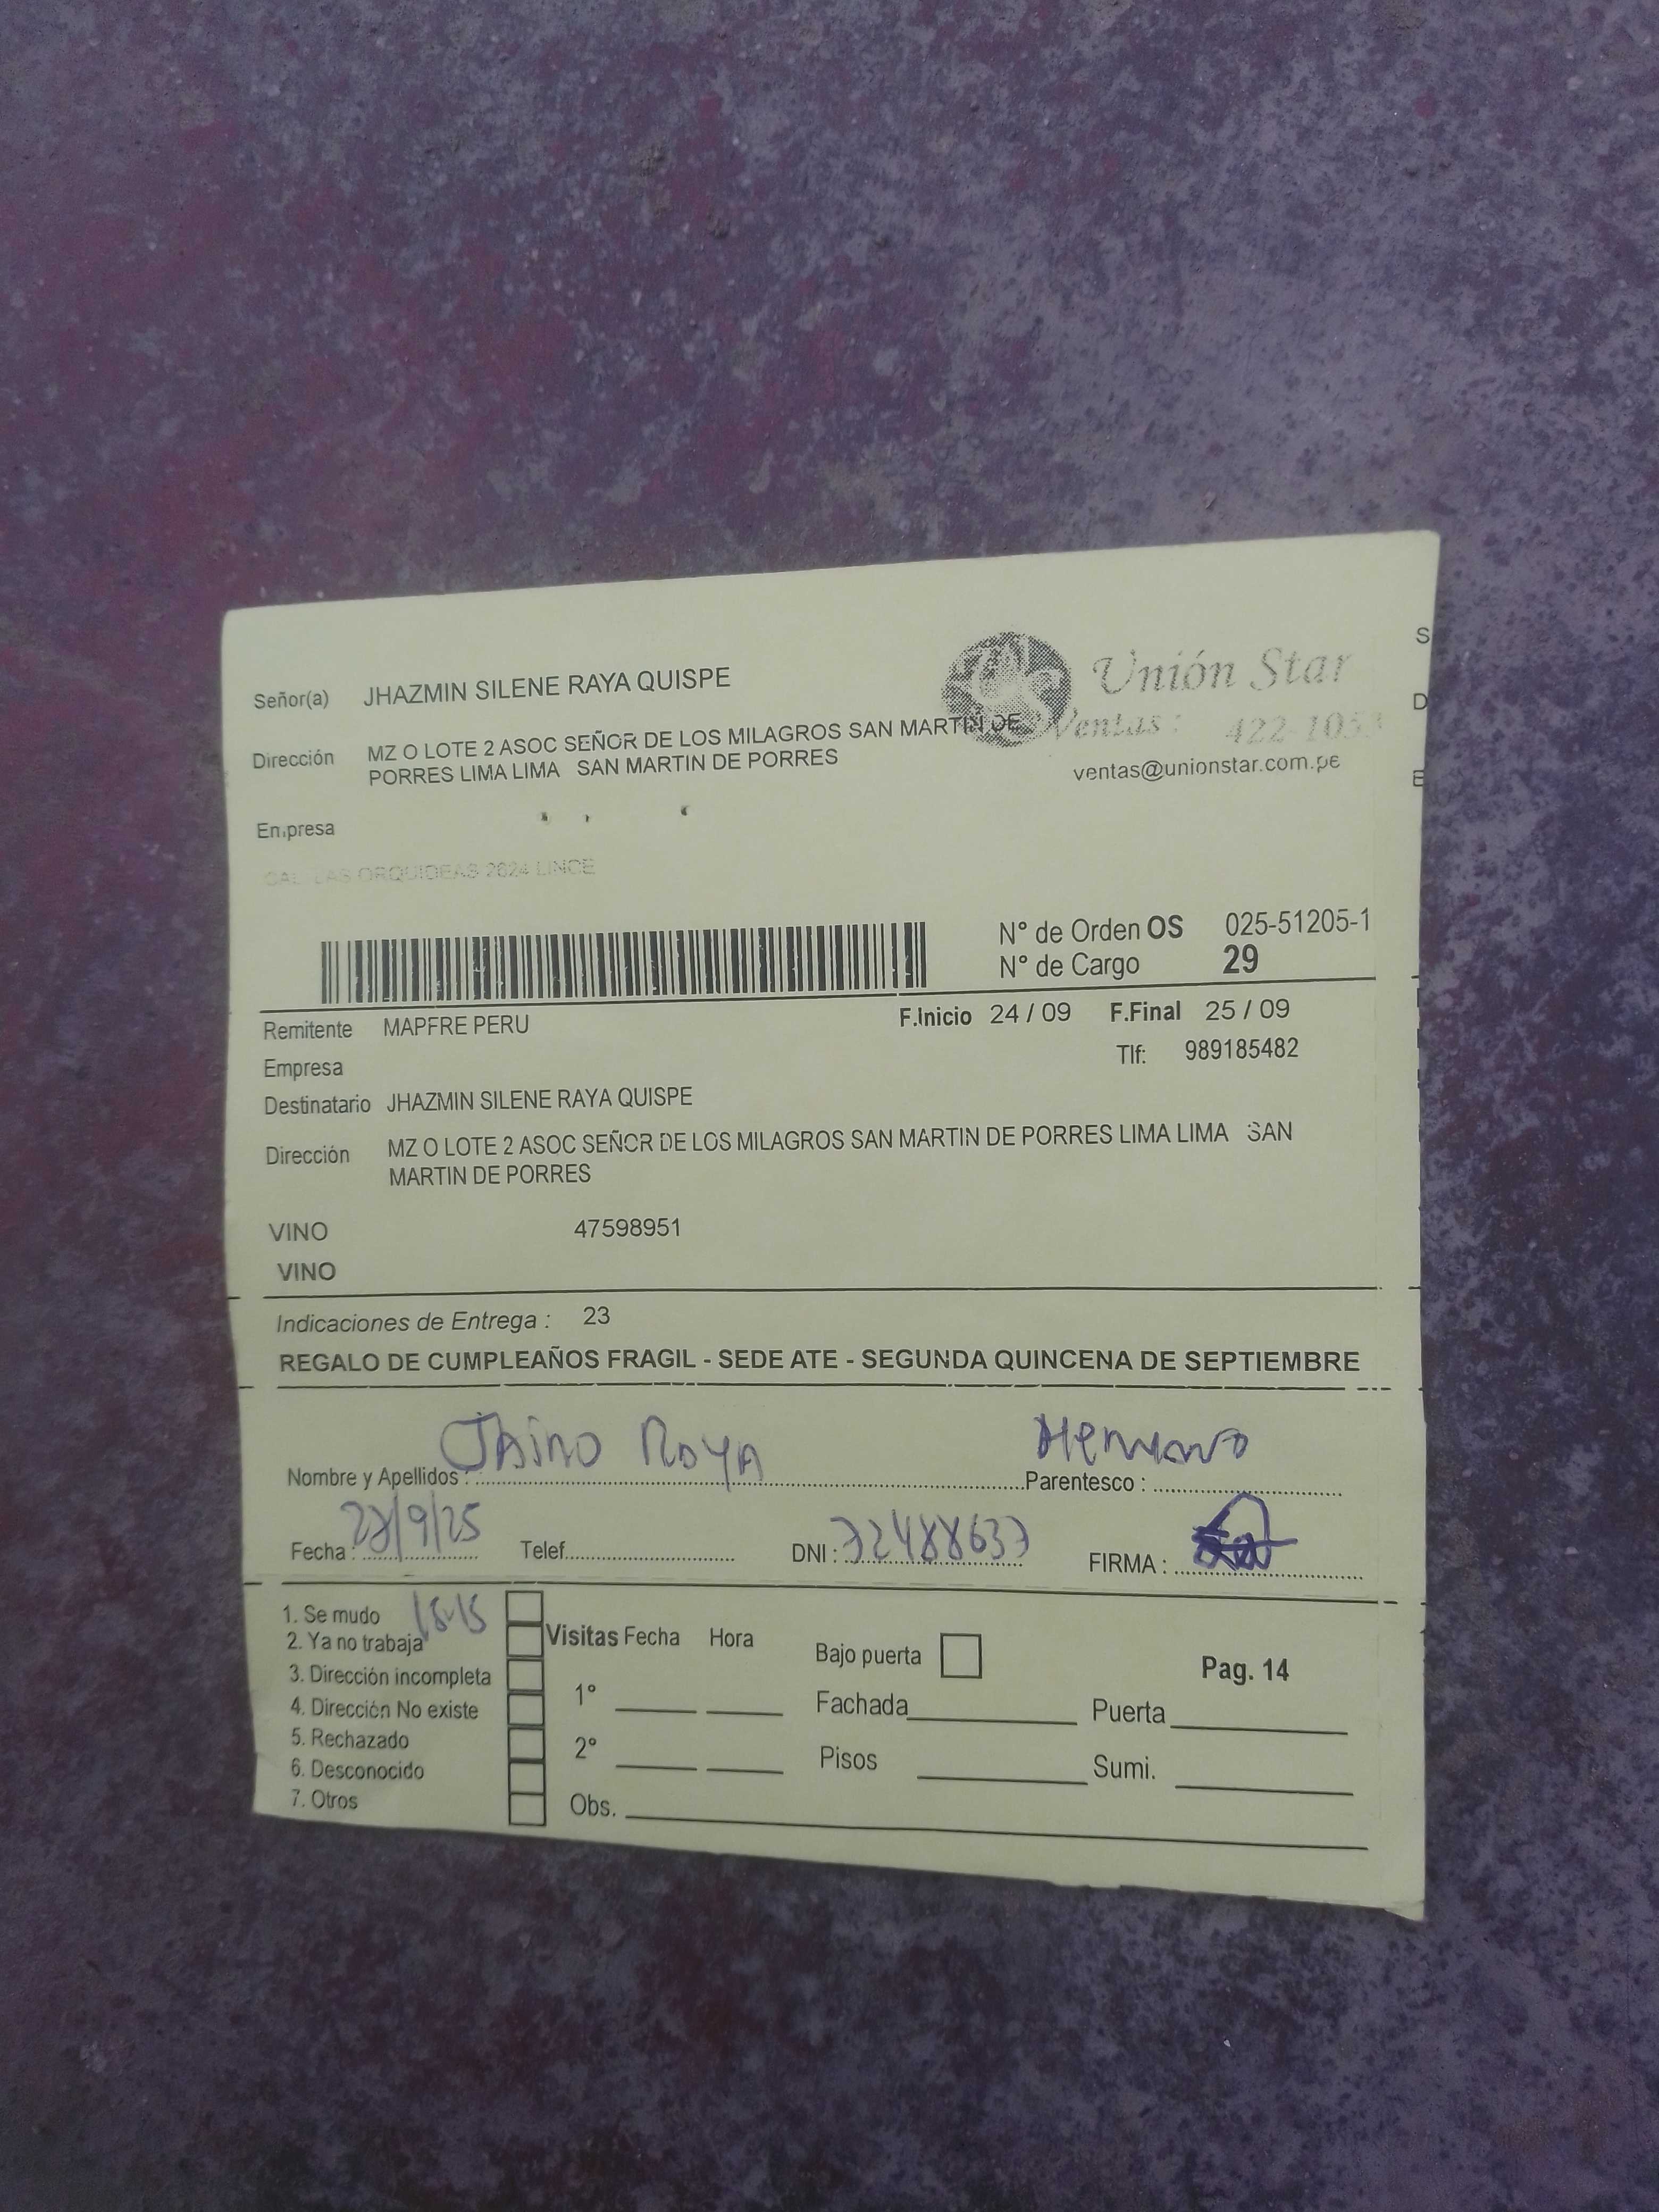 Señor(a) JHAZMIN SILENE RAYA QUISPE
Unión Star
Dirección MZ O LOTE 2 ASOC SEÑOR DE LOS MILAGROS SAN MARTIN DE
PORRES LIMA LIMA SAN MARTIN DE PORRES
Ventas: 422-1053
ventas@unionstar.com.pe
S
D
E
Empresa
CAL. LAS ORQUIDEAS 2624 LINCE
N° de Orden OS 025-51205-1
N° de Cargo 29
Remitente MAPFRE PERU F.Inicio 24 / 09 F.Final 25 / 09
Empresa Tlf: 989185482
Destinatario JHAZMIN SILENE RAYA QUISPE
Dirección MZ O LOTE 2 ASOC SEÑOR DE LOS MILAGROS SAN MARTIN DE PORRES LIMA LIMA SAN
MARTIN DE PORRES
VINO 47598951
VINO
Indicaciones de Entrega : 23
REGALO DE CUMPLEAÑOS FRAGIL - SEDE ATE - SEGUNDA QUINCENA DE SEPTIEMBRE
Nombre y Apellidos : Jairo Raya Parentesco : Hermano
Fecha : /9/25 Telef. DNI : 72488637 FIRMA :
1. Se mudo
2. Ya no trabaja
3. Dirección incompleta
4. Dirección No existe
5. Rechazado
6. Desconocido
7. Otros
Visitas Fecha Hora
1°
2°
Obs.
Bajo puerta
Fachada
Pisos
Pag. 14
Puerta
Sumi.